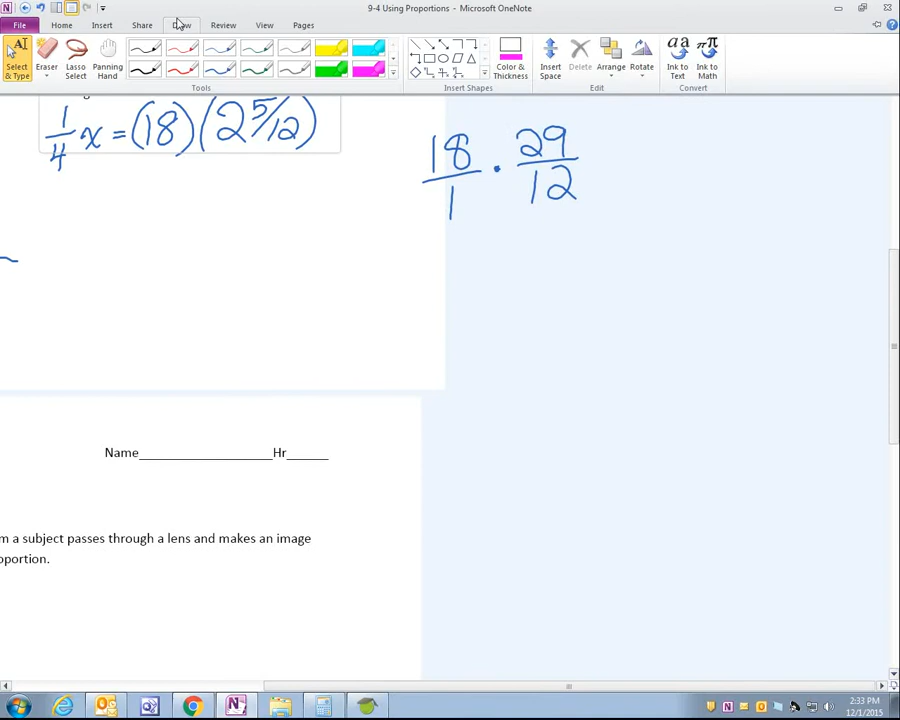 9-4 Using Proportions - Microsoft OneNote
File Home Insert Share Draw Review View Pages
Select & Type Eraser Lasso Select Panning Hand Color & Thickness Insert Space Delete Arrange Rotate Ink to Text Ink to Math
Tools Insert Shapes Edit Convert
1/4 x = (18)(2 5/12)
18/1 · 29/12
Name___________________Hr______
m a subject passes through a lens and makes an image
oportion.
2:33 PM
12/1/2015